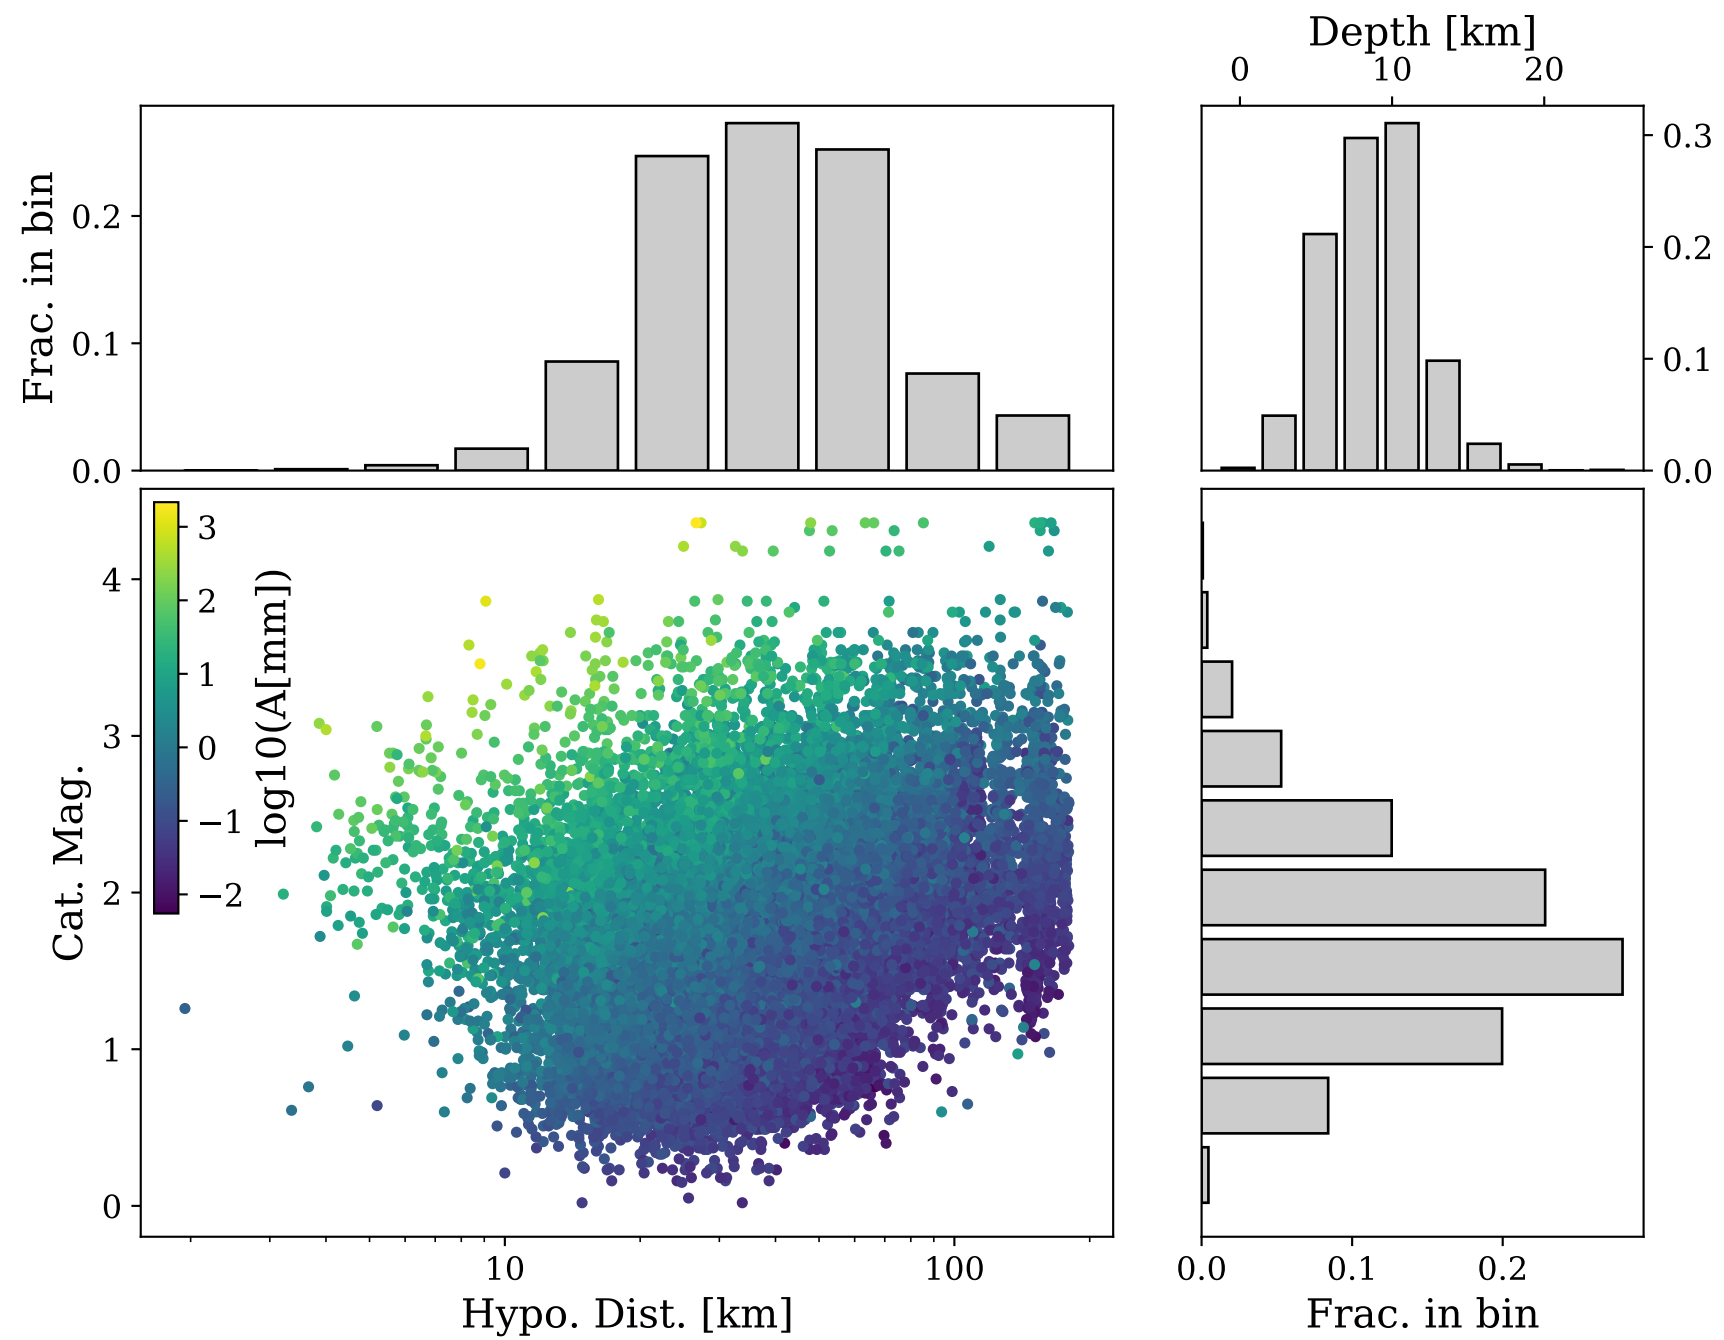 Depth [km]
0 10 20
Frac. in bin
0.2
0.1
0.0
0.3
0.2
0.1
0.0
Cat. Mag.
4
3
2
1
0
3
2
1
0
−1
−2
log10(A[mm])
10 100
Hypo. Dist. [km]
0.0 0.1 0.2
Frac. in bin